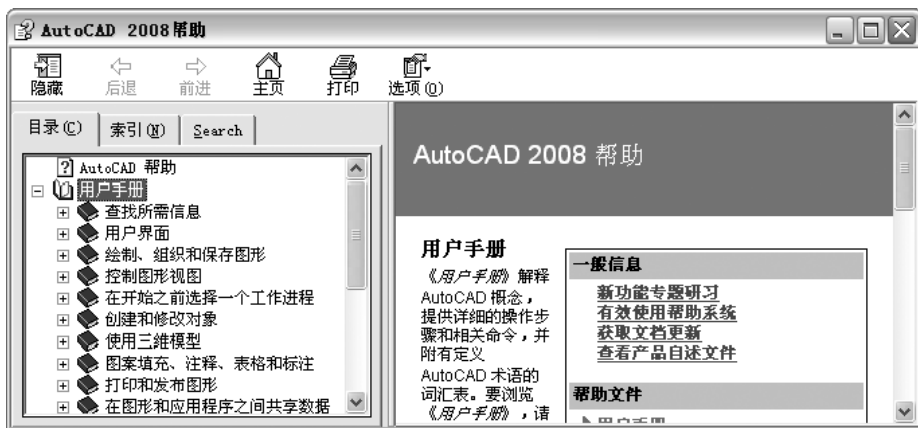 AutoCAD 2008帮助
隐藏 后退 前进 主页 打印 选项(O)
目录(C) 索引(N) Search
AutoCAD 帮助
用户手册
查找所需信息
用户界面
绘制、组织和保存图形
控制图形视图
在开始之前选择一个工作进程
创建和修改对象
使用三维模型
图案填充、注释、表格和标注
打印和发布图形
在图形和应用程序之间共享数据
AutoCAD 2008 帮助
用户手册
《用户手册》解释
AutoCAD 概念，
提供详细的操作步
骤和相关命令，并
附有定义
AutoCAD 术语的
词汇表。要浏览
《用户手册》，请
一般信息
新功能专题研习
有效使用帮助系统
获取文档更新
查看产品自述文件
帮助文件
用户手册